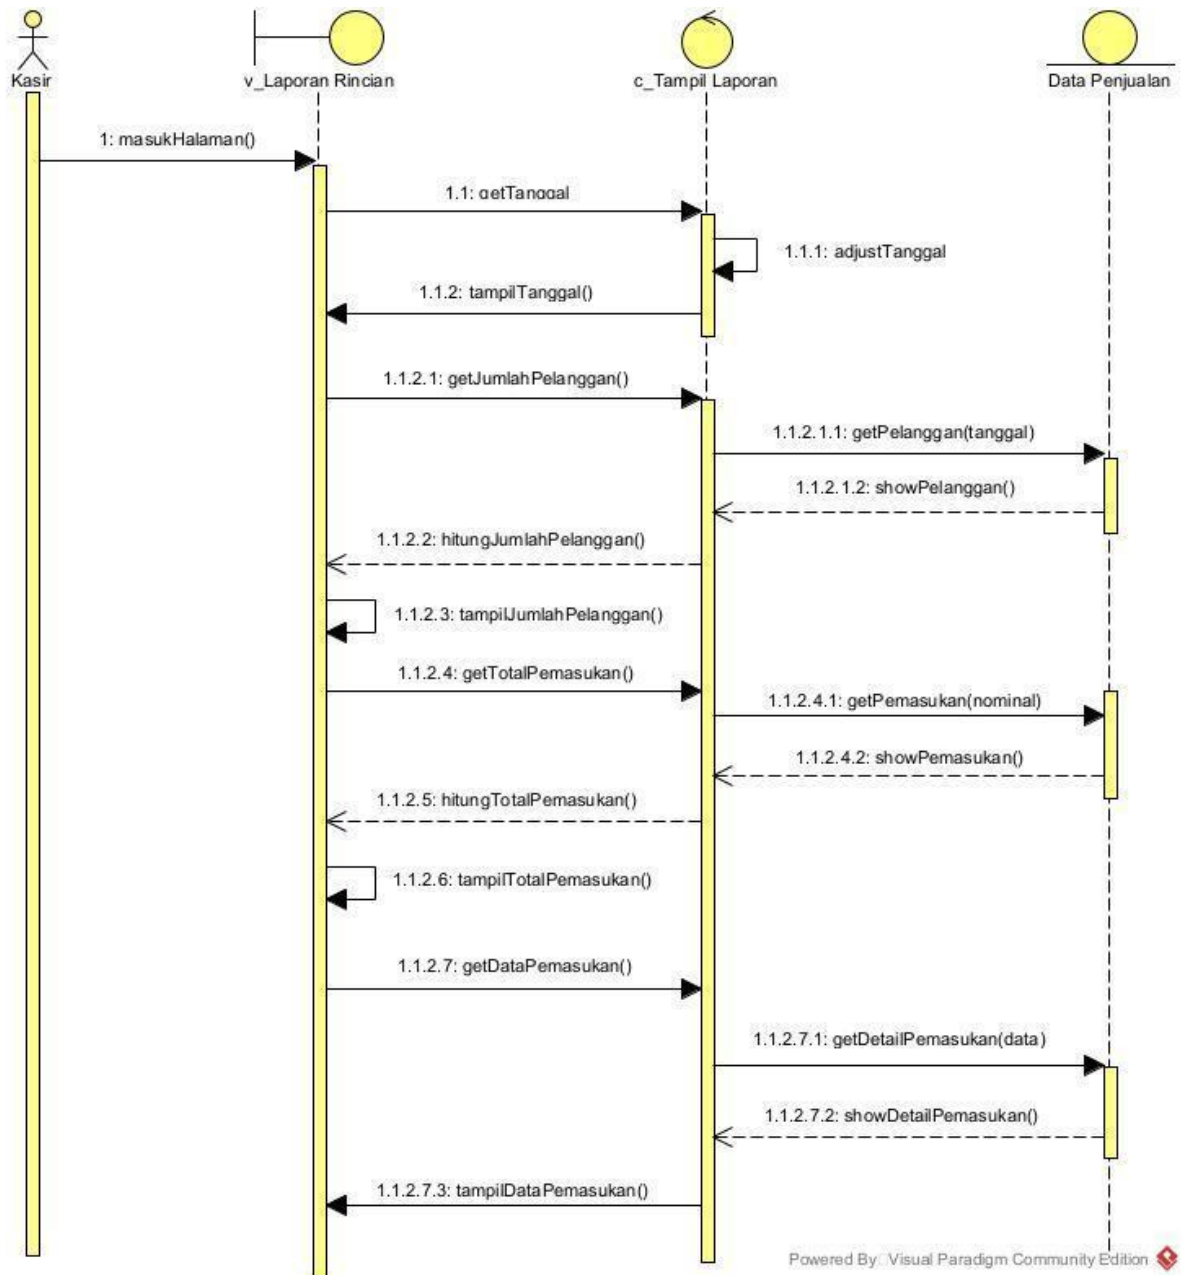 Kasir
v_Laporan Rincian
c_Tampil Laporan
Data Penjualan
1: masukHalaman()
1.1: getTanggal
1.1.1: adjustTanggal
1.1.2: tampilTanggal()
1.1.2.1: getJumlahPelanggan()
1.1.2.1.1: getPelanggan(tanggal)
1.1.2.1.2: showPelanggan()
1.1.2.2: hitungJumlahPelanggan()
1.1.2.3: tampilJumlahPelanggan()
1.1.2.4: getTotalPemasukan()
1.1.2.4.1: getPemasukan(nominal)
1.1.2.4.2: showPemasukan()
1.1.2.5: hitungTotalPemasukan()
1.1.2.6: tampilTotalPemasukan()
1.1.2.7: getDataPemasukan()
1.1.2.7.1: getDetailPemasukan(data)
1.1.2.7.2: showDetailPemasukan()
1.1.2.7.3: tampilDataPemasukan()
Powered By Visual Paradigm Community Edition